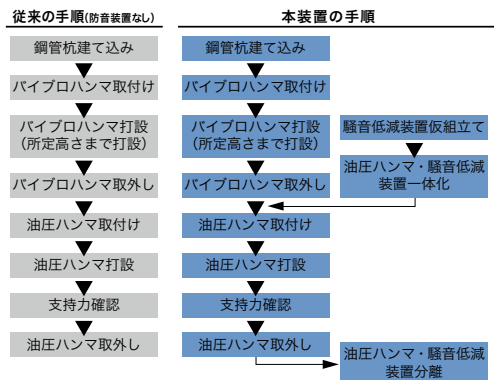 従来の手順(防音装置なし)
鋼管杭建て込み
バイブロハンマ取付け
バイブロハンマ打設
(所定高さまで打設)
バイブロハンマ取外し
油圧ハンマ取付け
油圧ハンマ打設
支持力確認
油圧ハンマ取外し
本装置の手順
鋼管杭建て込み
バイブロハンマ取付け
バイブロハンマ打設
(所定高さまで打設)
バイブロハンマ取外し
油圧ハンマ取付け
油圧ハンマ打設
支持力確認
油圧ハンマ取外し
騒音低減装置仮組立て
油圧ハンマ・騒音低減
装置一体化
油圧ハンマ・騒音低減
装置分離